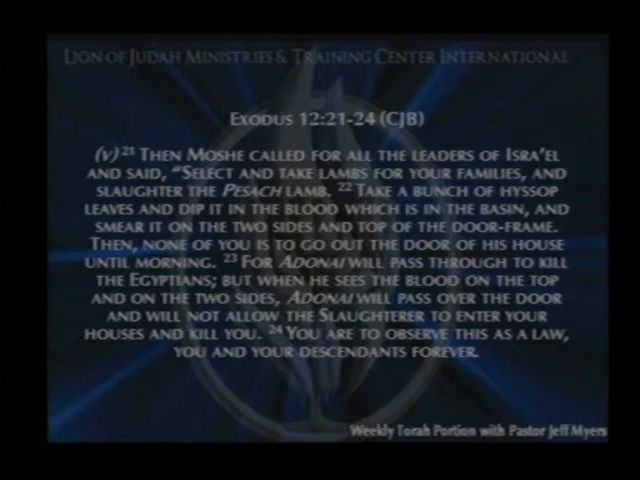 Lion of Judah Ministries & Training Center International
Exodus 12:21-24 (CJB)
(v) 21 Then Moshe called for all the leaders of Isra'el
and said, "Select and take lambs for your families, and
slaughter the Pesach lamb. 22 Take a bunch of hyssop
leaves and dip it in the blood which is in the basin, and
smear it on the two sides and top of the door-frame.
Then, none of you is to go out the door of his house
until morning. 23 For Adonai will pass through to kill
the Egyptians; but when he sees the blood on the top
and on the two sides, Adonai will pass over the door
and will not allow the Slaughterer to enter your
houses and kill you. 24 You are to observe this as a law,
you and your descendants forever.
Weekly Torah Portion with Pastor Jeff Myers